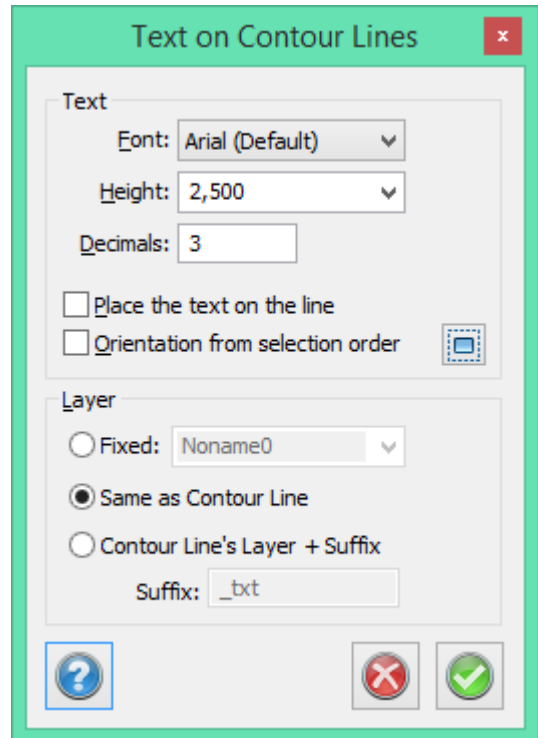 Text on Contour Lines x
Text
Font: Arial (Default)
Height: 2,500
Decimals: 3
Place the text on the line
Orientation from selection order
Layer
Fixed: Noname0
Same as Contour Line
Contour Line's Layer + Suffix
Suffix: _txt
?